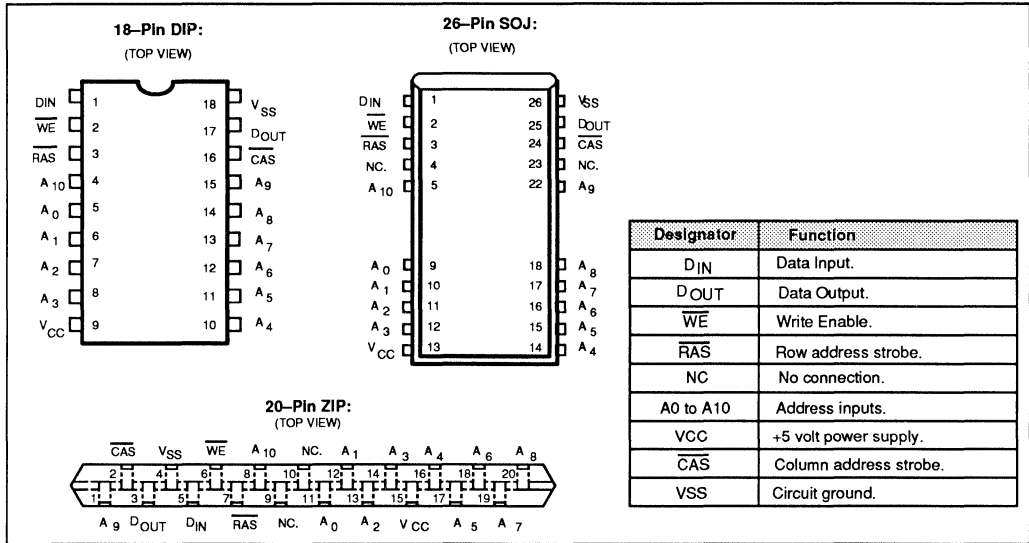 18–Pin DIP:
(TOP VIEW)
DIN 1 18 VSS
WE 2 17 DOUT
RAS 3 16 CAS
A10 4 15 A9
A0 5 14 A8
A1 6 13 A7
A2 7 12 A6
A3 8 11 A5
VCC 9 10 A4
26–Pin SOJ:
(TOP VIEW)
DIN 1 26 VSS
WE 2 25 DOUT
RAS 3 24 CAS
NC. 4 23 NC.
A10 5 22 A9
A0 9 18 A8
A1 10 17 A7
A2 11 16 A6
A3 12 15 A5
VCC 13 14 A4
20–Pin ZIP:
(TOP VIEW)
CAS VSS WE A10 NC. A1 A3 A4 A6 A8
2 4 6 8 10 12 14 16 18 20
1 3 5 7 9 11 13 15 17 19
A9 DOUT DIN RAS NC. A0 A2 VCC A5 A7
Designator Function
DIN Data Input.
DOUT Data Output.
WE Write Enable.
RAS Row address strobe.
NC No connection.
A0 to A10 Address inputs.
VCC +5 volt power supply.
CAS Column address strobe.
VSS Circuit ground.